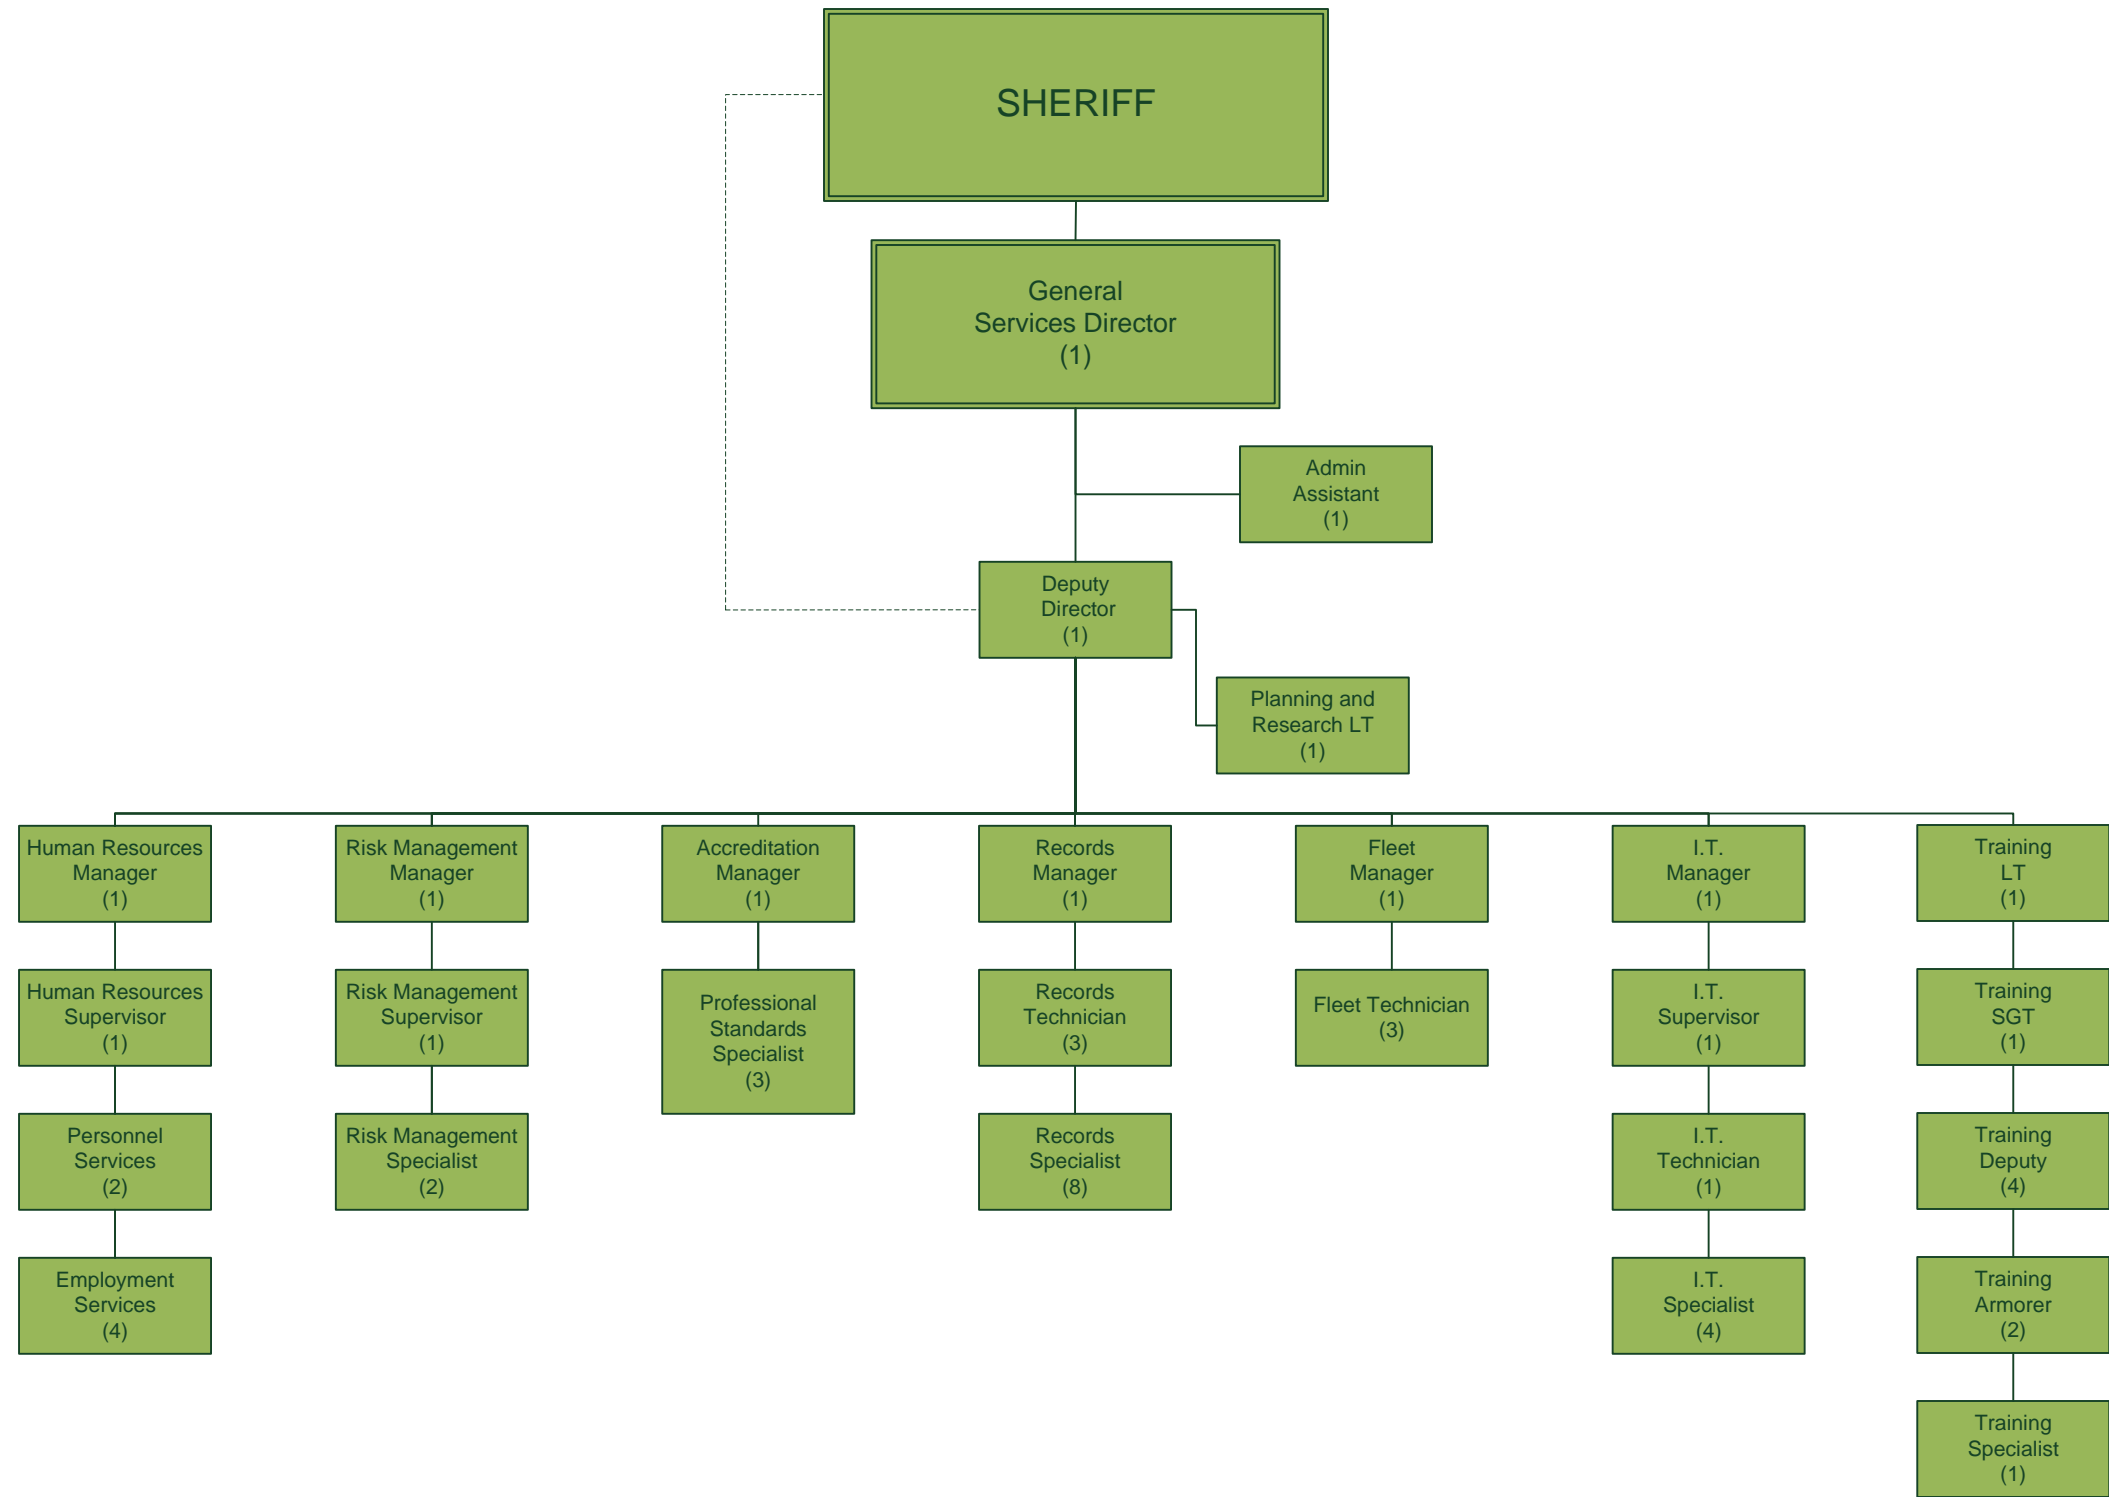 SHERIFF
General
Services Director
(1)
Admin
Assistant
(1)
Deputy
Director
(1)
Planning and
Research LT
(1)
Human Resources
Manager
(1)
Risk Management
Manager
(1)
Accreditation
Manager
(1)
Records
Manager
(1)
Fleet
Manager
(1)
I.T.
Manager
(1)
Training
LT
(1)
Human Resources
Supervisor
(1)
Risk Management
Supervisor
(1)
Professional
Standards
Specialist
(3)
Records
Technician
(3)
Fleet Technician
(3)
I.T.
Supervisor
(1)
Training
SGT
(1)
Personnel
Services
(2)
Risk Management
Specialist
(2)
Records
Specialist
(8)
I.T.
Technician
(1)
Training
Deputy
(4)
Employment
Services
(4)
I.T.
Specialist
(4)
Training
Armorer
(2)
Training
Specialist
(1)